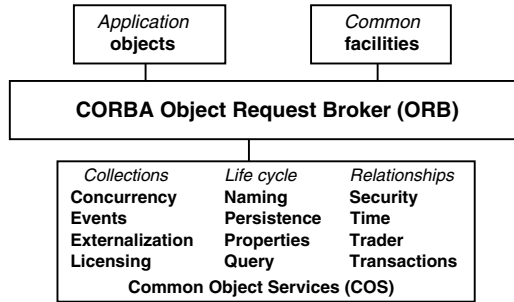 Application
objects
Common
facilities
CORBA Object Request Broker (ORB)
Collections Life cycle Relationships
Concurrency Naming Security
Events Persistence Time
Externalization Properties Trader
Licensing Query Transactions
Common Object Services (COS)